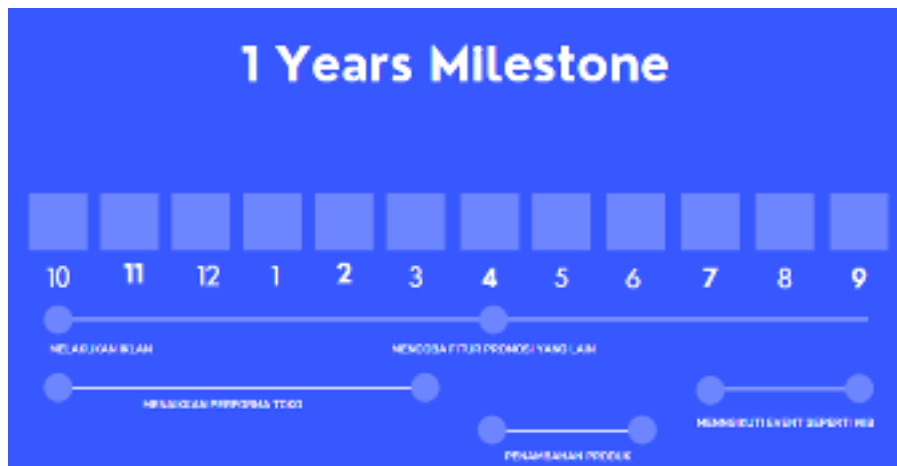 1 Years Milestone
10 11 12 1 2 3 4 5 6 7 8 9
MELAKUKAN IKLAN
MENCOBA FITUR PROMOSI YANG LAIN
MENAIKKAN PERFORMA TOKO
MENGIKUTI EVENT SEPERTI
PENAMBAHAN PRODUK